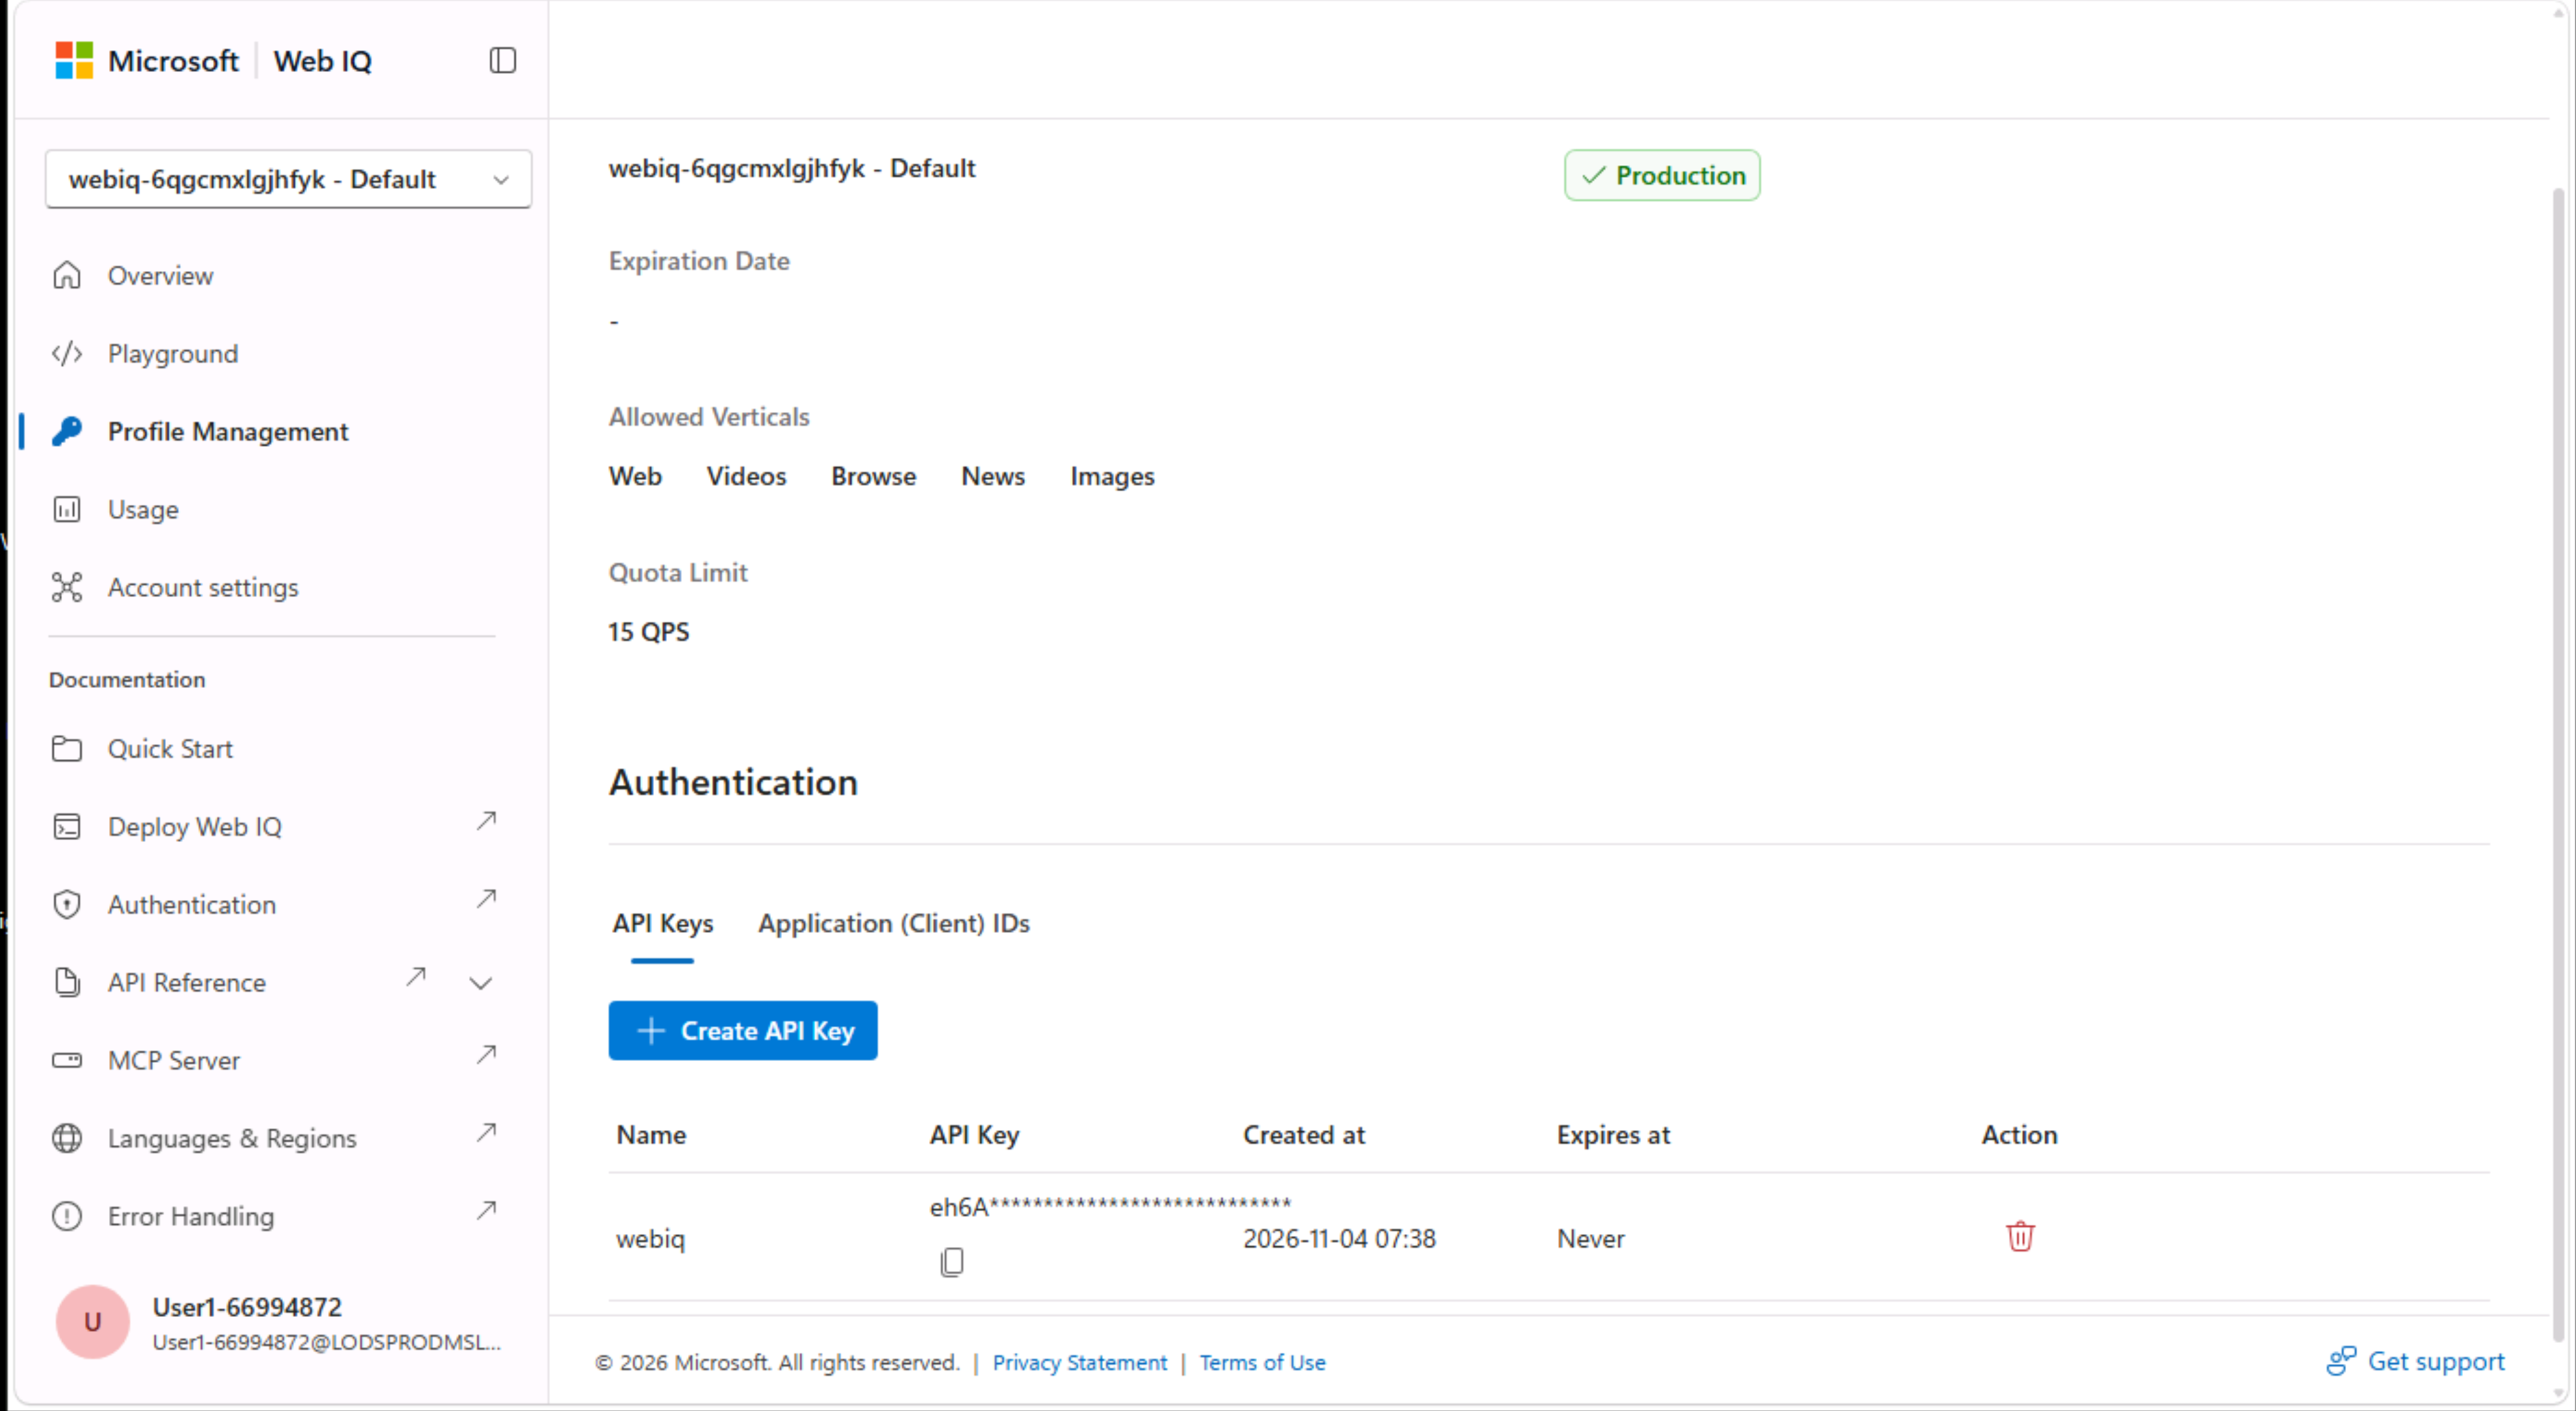 Microsoft | Web IQ
webiq-6qgcmxlgjhfyk - Default
Overview
Playground
Profile Management
Usage
Account settings
Documentation
Quick Start
Deploy Web IQ
Authentication
API Reference
MCP Server
Languages & Regions
Error Handling
U
User1-66994872
User1-66994872@LODSPRODMSL...
webiq-6qgcmxlgjhfyk - Default
Production
Expiration Date
-
Allowed Verticals
Web Videos Browse News Images
Quota Limit
15 QPS
Authentication
API Keys Application (Client) IDs
Create API Key
Name API Key Created at Expires at Action
eh6A****************************
webiq 2026-11-04 07:38 Never
© 2026 Microsoft. All rights reserved. | Privacy Statement | Terms of Use
Get support